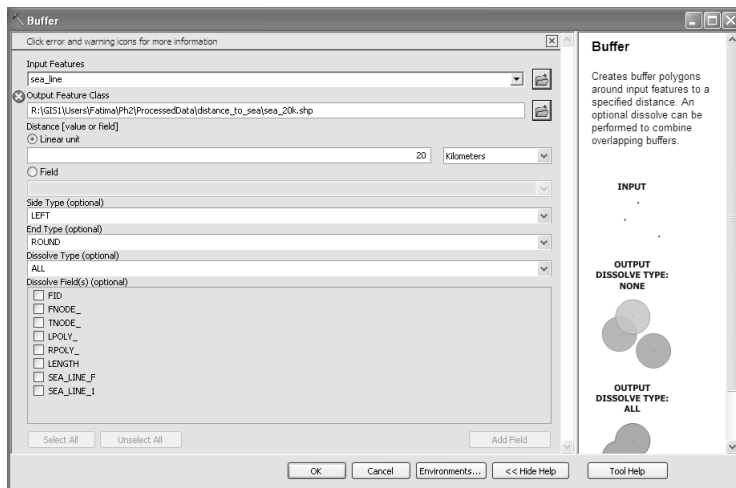 Buffer
Click error and warning icons for more information
Input Features
sea_line
Output Feature Class
R:\GIS1\Users\Fatima\Ph2\ProcessedData\distance_to_sea\sea_20k.shp
Distance [value or field]
Linear unit
20 Kilometers
Field
Side Type (optional)
LEFT
End Type (optional)
ROUND
Dissolve Type (optional)
ALL
Dissolve Field(s) (optional)
FID
FNODE_
TNODE_
LPOLY_
RPOLY_
LENGTH
SEA_LINE_F
SEA_LINE_1
Select All Unselect All Add Field
OK Cancel Environments... << Hide Help Tool Help
Buffer
Creates buffer polygons
around input features to a
specified distance. An
optional dissolve can be
performed to combine
overlapping buffers.
INPUT
OUTPUT
DISSOLVE TYPE:
NONE
OUTPUT
DISSOLVE TYPE:
ALL